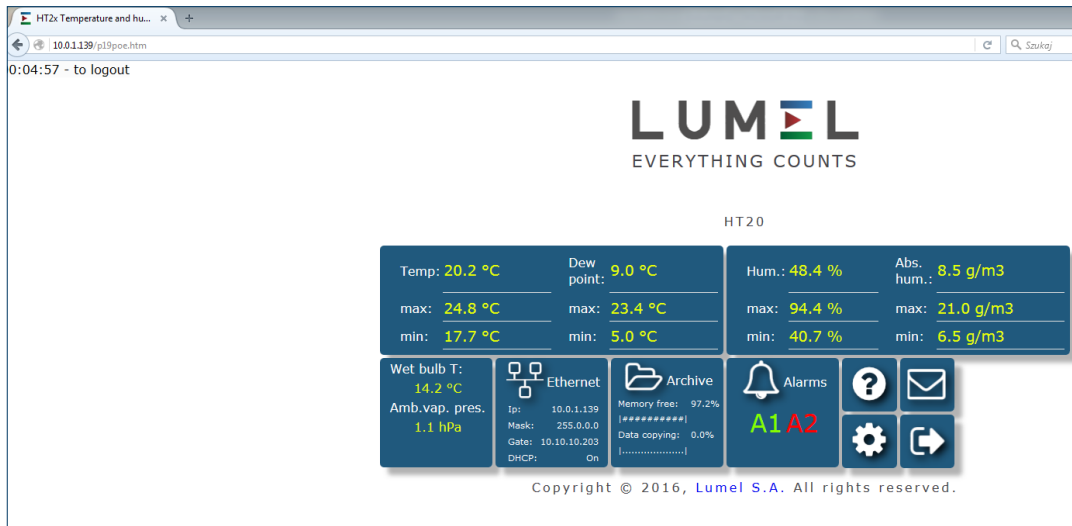 HT2x Temperature and hu... × +
10.0.1.139/p19poe.htm
Szukaj
0:04:57 - to logout
LUMEL
EVERYTHING COUNTS
HT20
Temp: 20.2 °C Dew point: 9.0 °C Hum.: 48.4 % Abs. hum.: 8.5 g/m3
max: 24.8 °C max: 23.4 °C max: 94.4 % max: 21.0 g/m3
min: 17.7 °C min: 5.0 °C min: 40.7 % min: 6.5 g/m3
Wet bulb T:
14.2 °C
Amb.vap. pres.
1.1 hPa
Ethernet
Ip: 10.0.1.139
Mask: 255.0.0.0
Gate: 10.10.10.203
DHCP: On
Archive
Memory free: 97.2%
|##########|
Data copying: 0.0%
|...................|
Alarms
A1 A2
?
Copyright © 2016, Lumel S.A. All rights reserved.